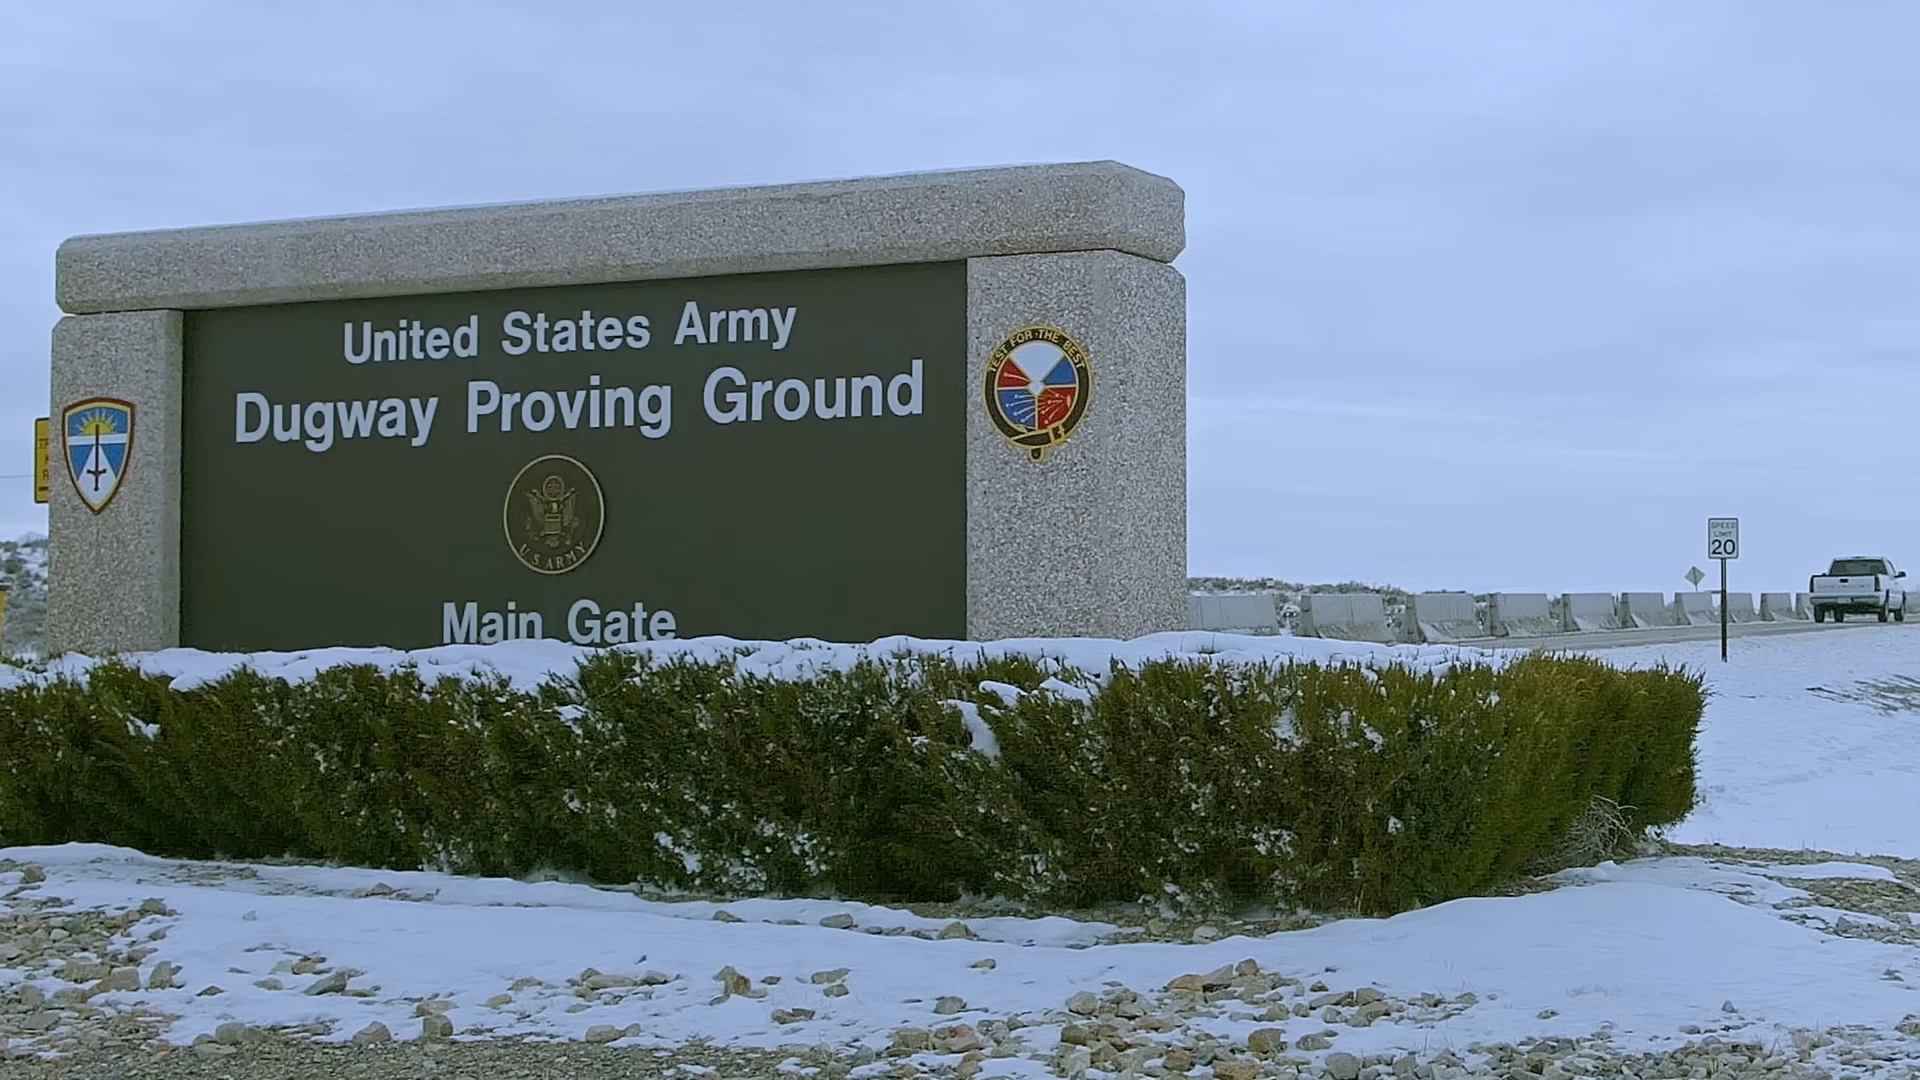 United States Army
Dugway Proving Ground
TEST FOR THE BEST
U.S. ARMY
Main Gate
SPEED
LIMIT
20